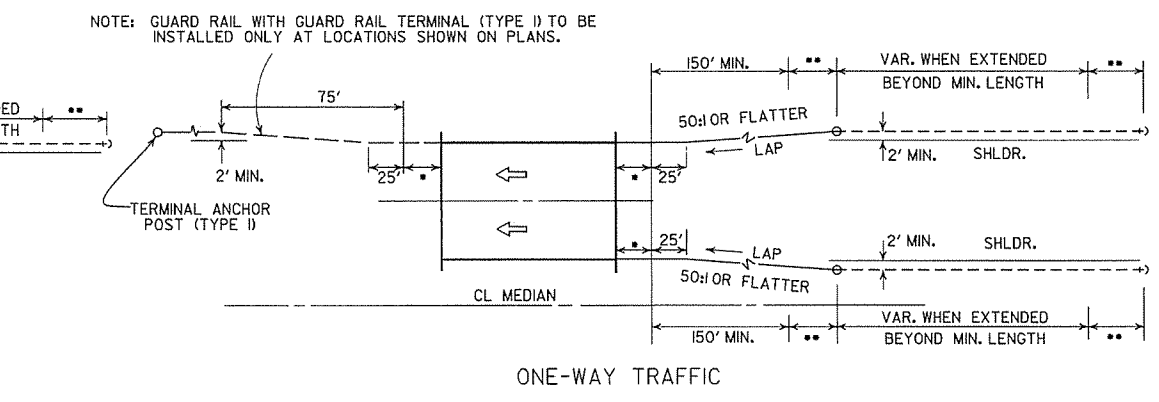 NOTE: GUARD RAIL WITH GUARD RAIL TERMINAL (TYPE I) TO BE
INSTALLED ONLY AT LOCATIONS SHOWN ON PLANS.
150' MIN.
**
VAR. WHEN EXTENDED
BEYOND MIN. LENGTH
**
ED
TH
**
75'
50:1 OR FLATTER
LAP
2' MIN.
SHLDR.
2' MIN.
25'
*
*
25'
TERMINAL ANCHOR
POST (TYPE I)
*
25'
LAP
2' MIN.
SHLDR.
50:1 OR FLATTER
CL MEDIAN
150' MIN.
**
VAR. WHEN EXTENDED
BEYOND MIN. LENGTH
**
ONE-WAY TRAFFIC